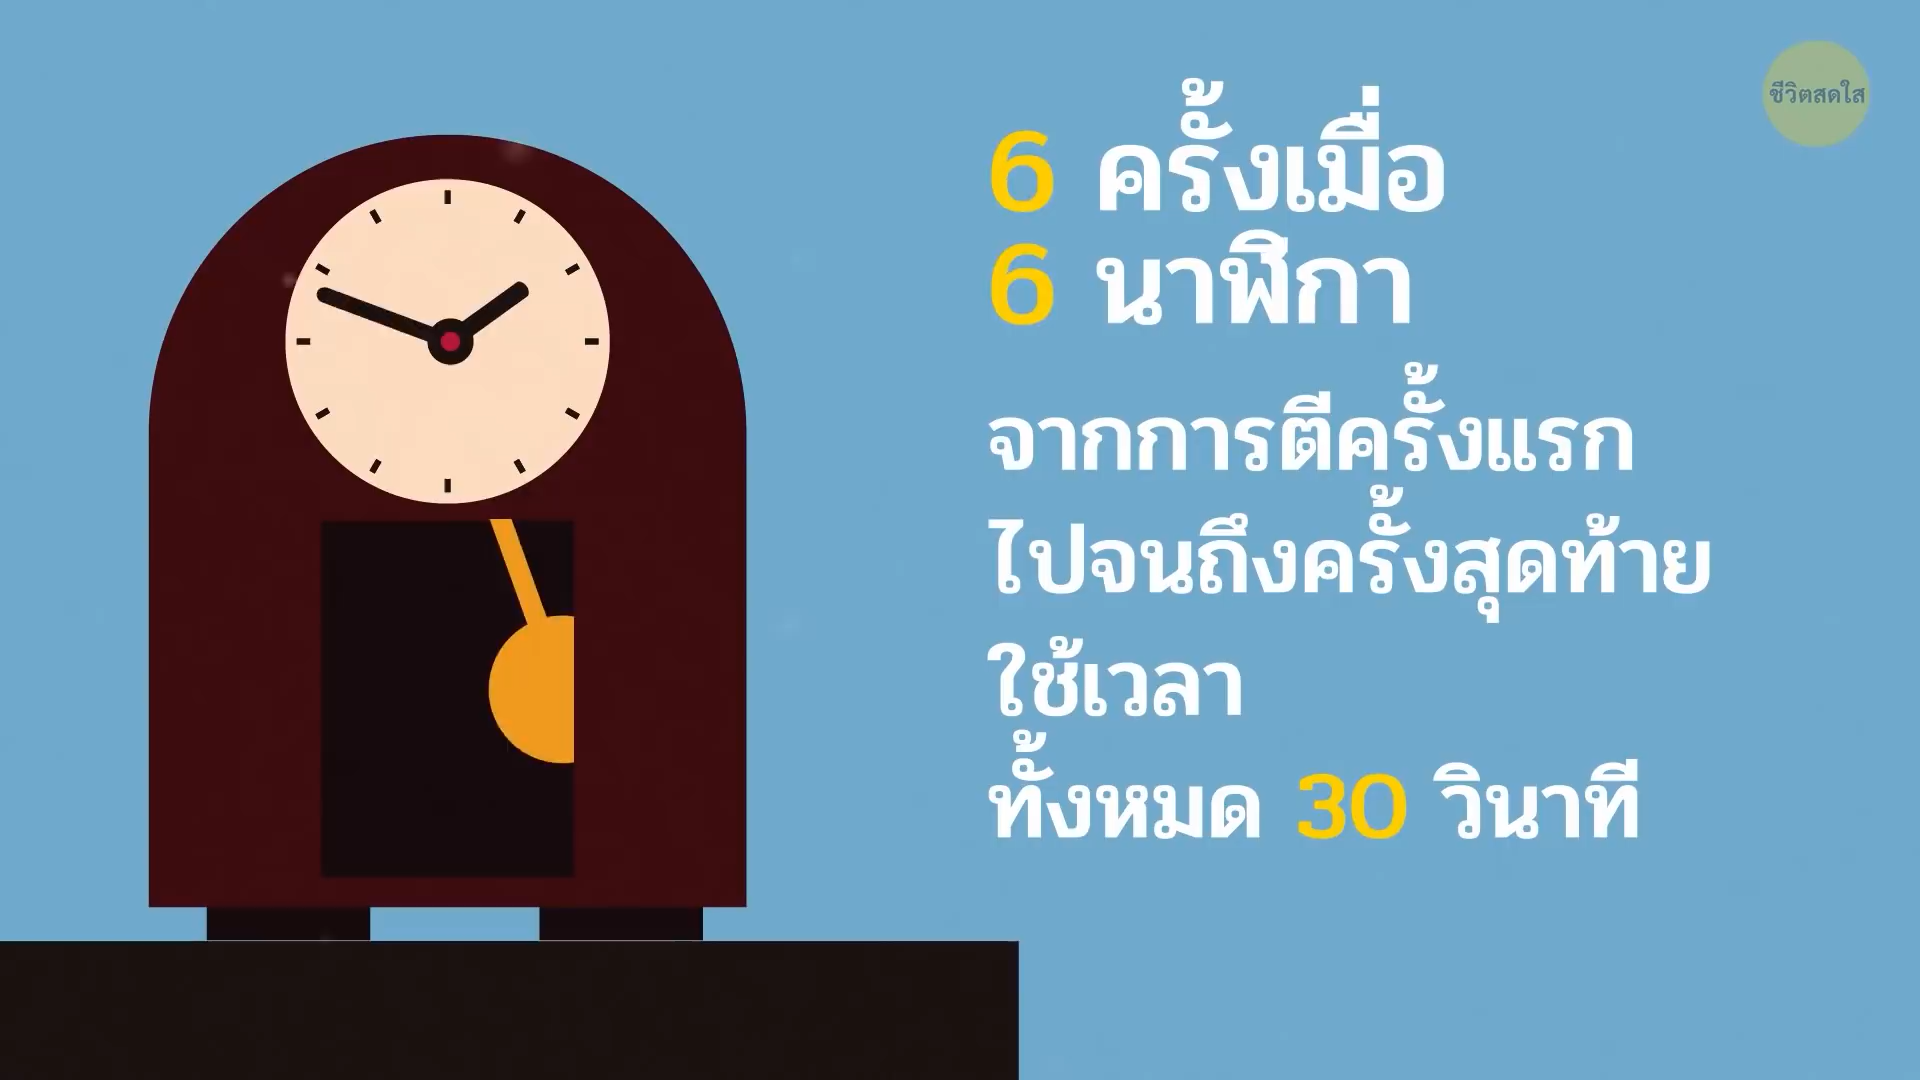 ชีวิตสดใส
6 ครั้งเมื่อ
6 นาฬิกา
จากการตีครั้งแรก
ไปจนถึงครั้งสุดท้าย
ใช้เวลา
ทั้งหมด 30 วินาที